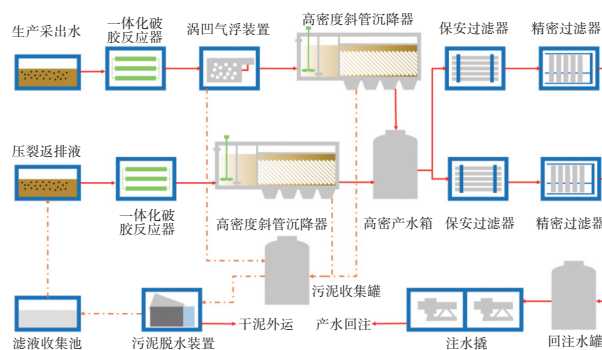 生产采出水
一体化破
胶反应器
涡凹气浮装置
高密度斜管沉降器
保安过滤器
精密过滤器
压裂返排液
一体化破
胶反应器
高密度斜管沉降器
高密产水箱
保安过滤器
精密过滤器
污泥收集罐
滤液收集池
污泥脱水装置
干泥外运
产水回注
注水撬
回注水罐